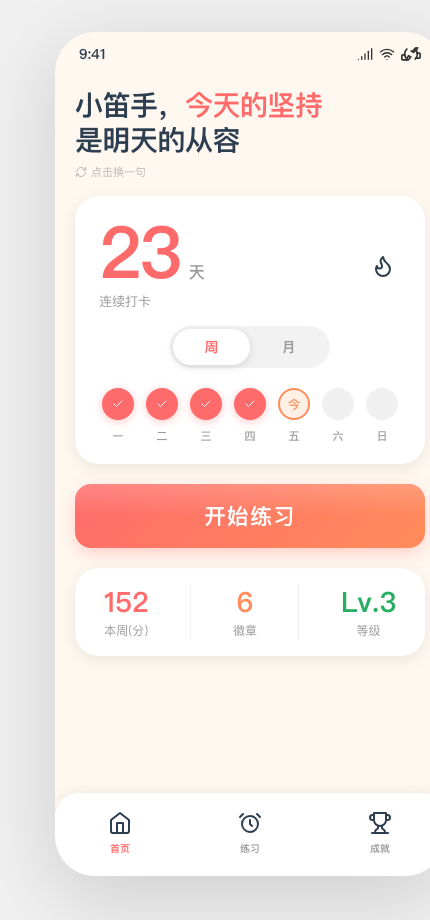 9:41
小笛手，今天的坚持
是明天的从容
点击换一句
23 天
连续打卡
周 月
今
一 二 三 四 五 六 日
开始练习
152 6 Lv.3
本周(分) 徽章 等级
首页 练习 成就